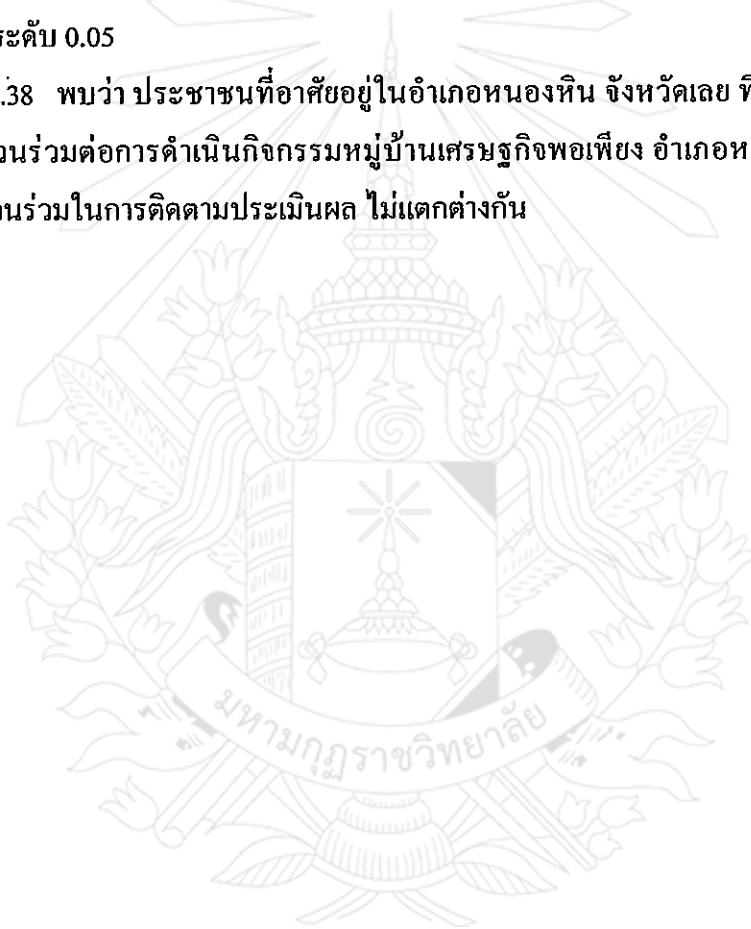 ระดับ 0.05
.38 พบว่า ประชาชนที่อาศัยอยู่ในอำเภอหนองหิน จังหวัดเลย ที
วนร่วมต่อการดำเนินกิจกรรมหมู่บ้านเศรษฐกิจพอเพียง อำเภอห
วนร่วมในการติดตามประเมินผล ไม่แตกต่างกัน
มหามกุฏราชวิทยาลัย